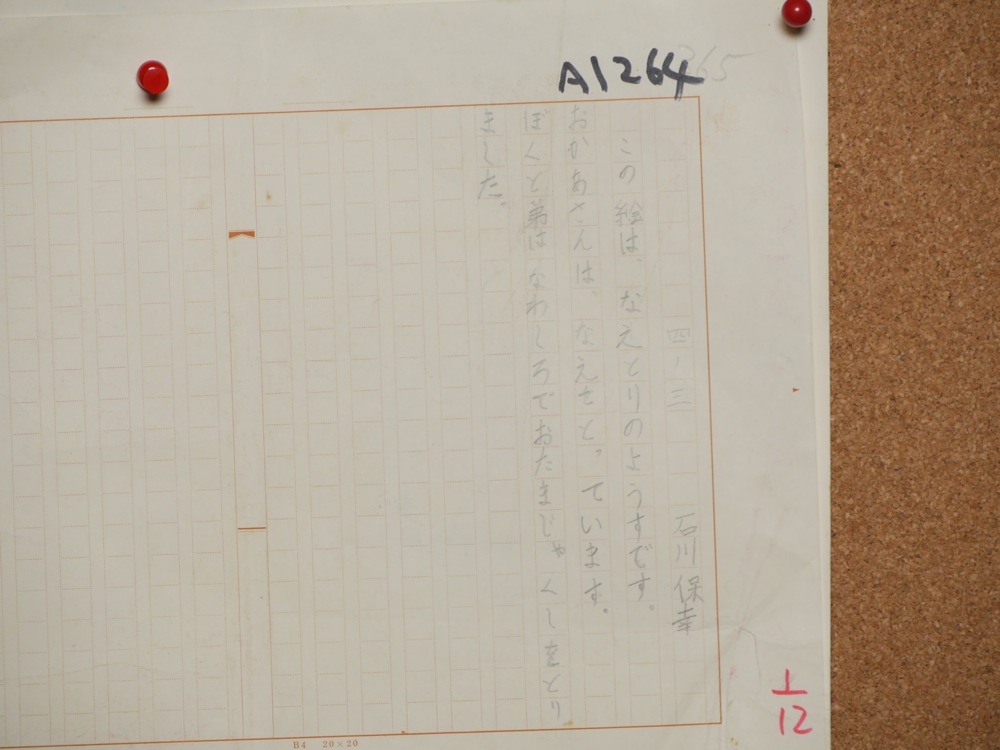 A1264
365
四ノ三 石川保幸
この絵は、なえとりのようすです。
おかあさんは、なえをと。ています。
ぼくと弟はなわしろでおたまじゃくしをとり
ました。
1
12
B4 20×20